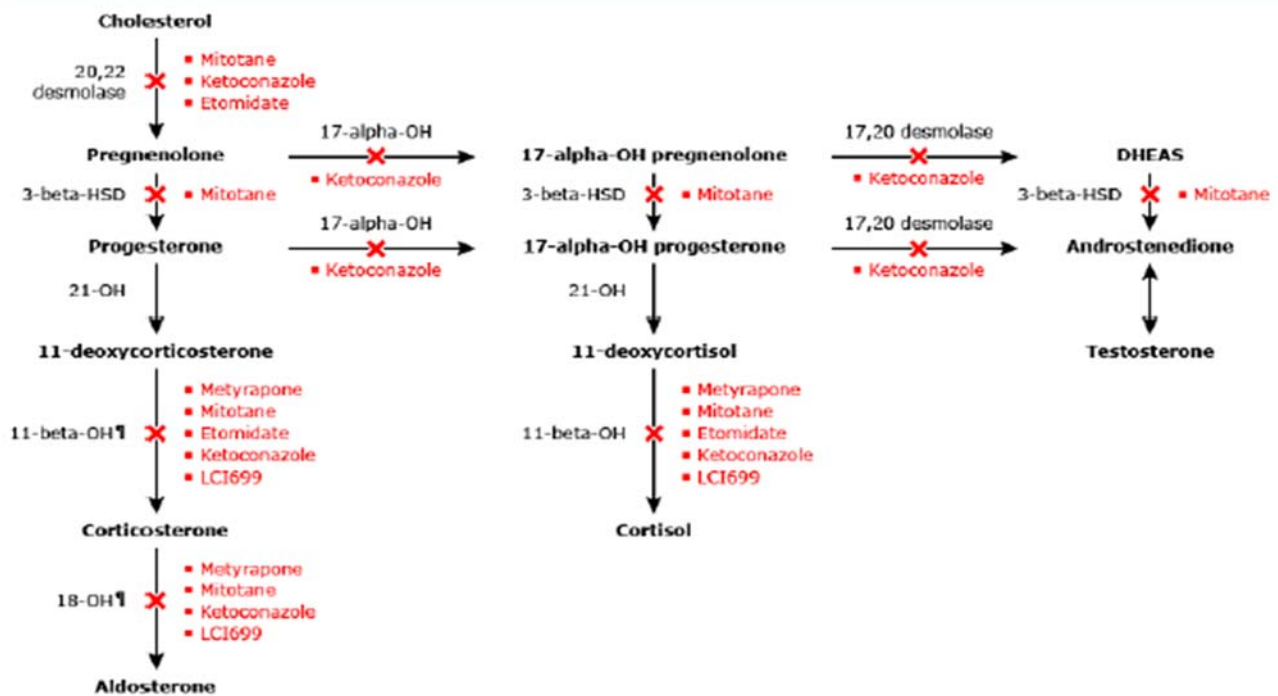 Cholesterol
20,22
desmolase
▪ Mitotane
▪ Ketoconazole
▪ Etomidate
17-alpha-OH
17,20 desmolase
Pregnenolone
17-alpha-OH pregnenolone
DHEAS
▪ Ketoconazole
▪ Ketoconazole
3-beta-HSD
▪ Mitotane
3-beta-HSD
▪ Mitotane
3-beta-HSD
▪ Mitotane
17-alpha-OH
17,20 desmolase
Progesterone
17-alpha-OH progesterone
Androstenedione
▪ Ketoconazole
▪ Ketoconazole
21-OH
21-OH
11-deoxycorticosterone
11-deoxycortisol
Testosterone
11-beta-OH¶
▪ Metyrapone
▪ Mitotane
▪ Etomidate
▪ Ketoconazole
▪ LCI699
11-beta-OH
▪ Metyrapone
▪ Mitotane
▪ Etomidate
▪ Ketoconazole
▪ LCI699
Corticosterone
Cortisol
18-OH¶
▪ Metyrapone
▪ Mitotane
▪ Ketoconazole
▪ LCI699
Aldosterone